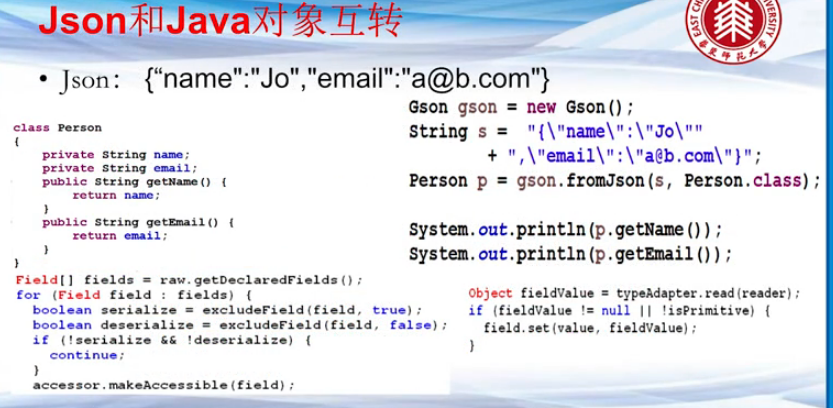 Json和Java对象互转
EAST CH
VERSITY
华东师范大学
• Json： {“name":"Jo","email":"a@b.com"}
class Person
{
    private String name;
    private String email;
    public String getName() {
        return name;
    }
    public String getEmail() {
        return email;
    }
}
Gson gson = new Gson();
String s =  "{\"name\":\"Jo\""
        + ",\"email\":\"a@b.com\"}";
Person p = gson.fromJson(s, Person.class);
System.out.println(p.getName());
System.out.println(p.getEmail());
Field[] fields = raw.getDeclaredFields();
for (Field field : fields) {
  boolean serialize = excludeField(field, true);
  boolean deserialize = excludeField(field, false);
  if (!serialize && !deserialize) {
    continue;
  }
  accessor.makeAccessible(field);
Object fieldValue = typeAdapter.read(reader);
if (fieldValue != null || !isPrimitive) {
  field.set(value, fieldValue);
}